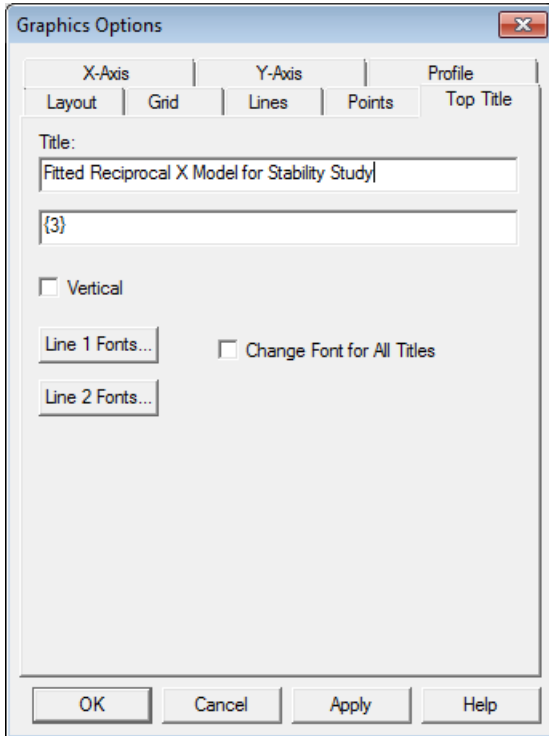 Graphics Options
X-Axis Y-Axis Profile
Layout Grid Lines Points Top Title
Title:
Fitted Reciprocal X Model for Stability Study
{3}
Vertical
Line 1 Fonts... Change Font for All Titles
Line 2 Fonts...
OK Cancel Apply Help